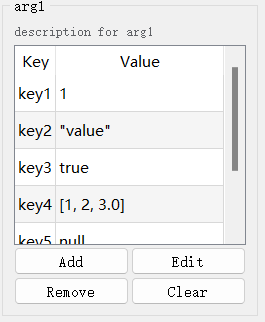 arg1
description for arg1
Key Value
key1 1
key2 "value"
key3 true
key4 [1, 2, 3.0]
key5 null
Add Edit
Remove Clear